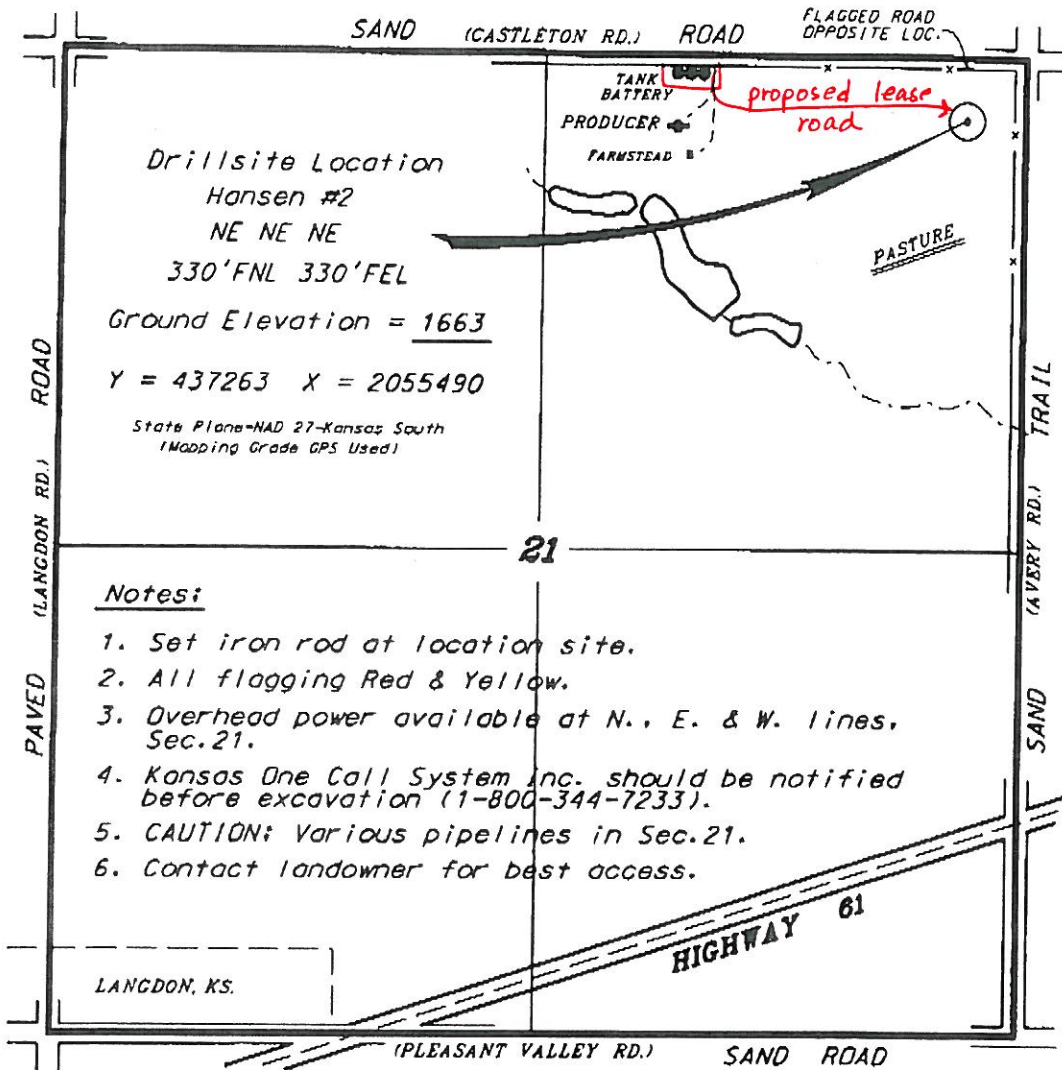 SAND (CASTLETON RD.) ROAD
FLAGGED ROAD
OPPOSITE LOC.
TANK
BATTERY
proposed lease
road
PRODUCER
FARMSTEAD
Drillsite Location
Hansen #2
NE NE NE
330'FNL 330'FEL
Ground Elevation = 1663
Y = 437263 X = 2055490
State Plane-NAD 27-Kansas South
(Mapping Grade GPS Used)
PASTURE
PAVED (LANGDON RD.) ROAD
SAND (AVERY RD.) TRAIL
21
Notes:
1. Set iron rod at location site.
2. All flagging Red & Yellow.
3. Overhead power available at N., E. & W. lines,
Sec.21.
4. Kansas One Call System Inc. should be notified
before excavation (1-800-344-7233).
5. CAUTION: Various pipelines in Sec.21.
6. Contact landowner for best access.
HIGHWAY 61
LANGDON, KS.
(PLEASANT VALLEY RD.) SAND ROAD